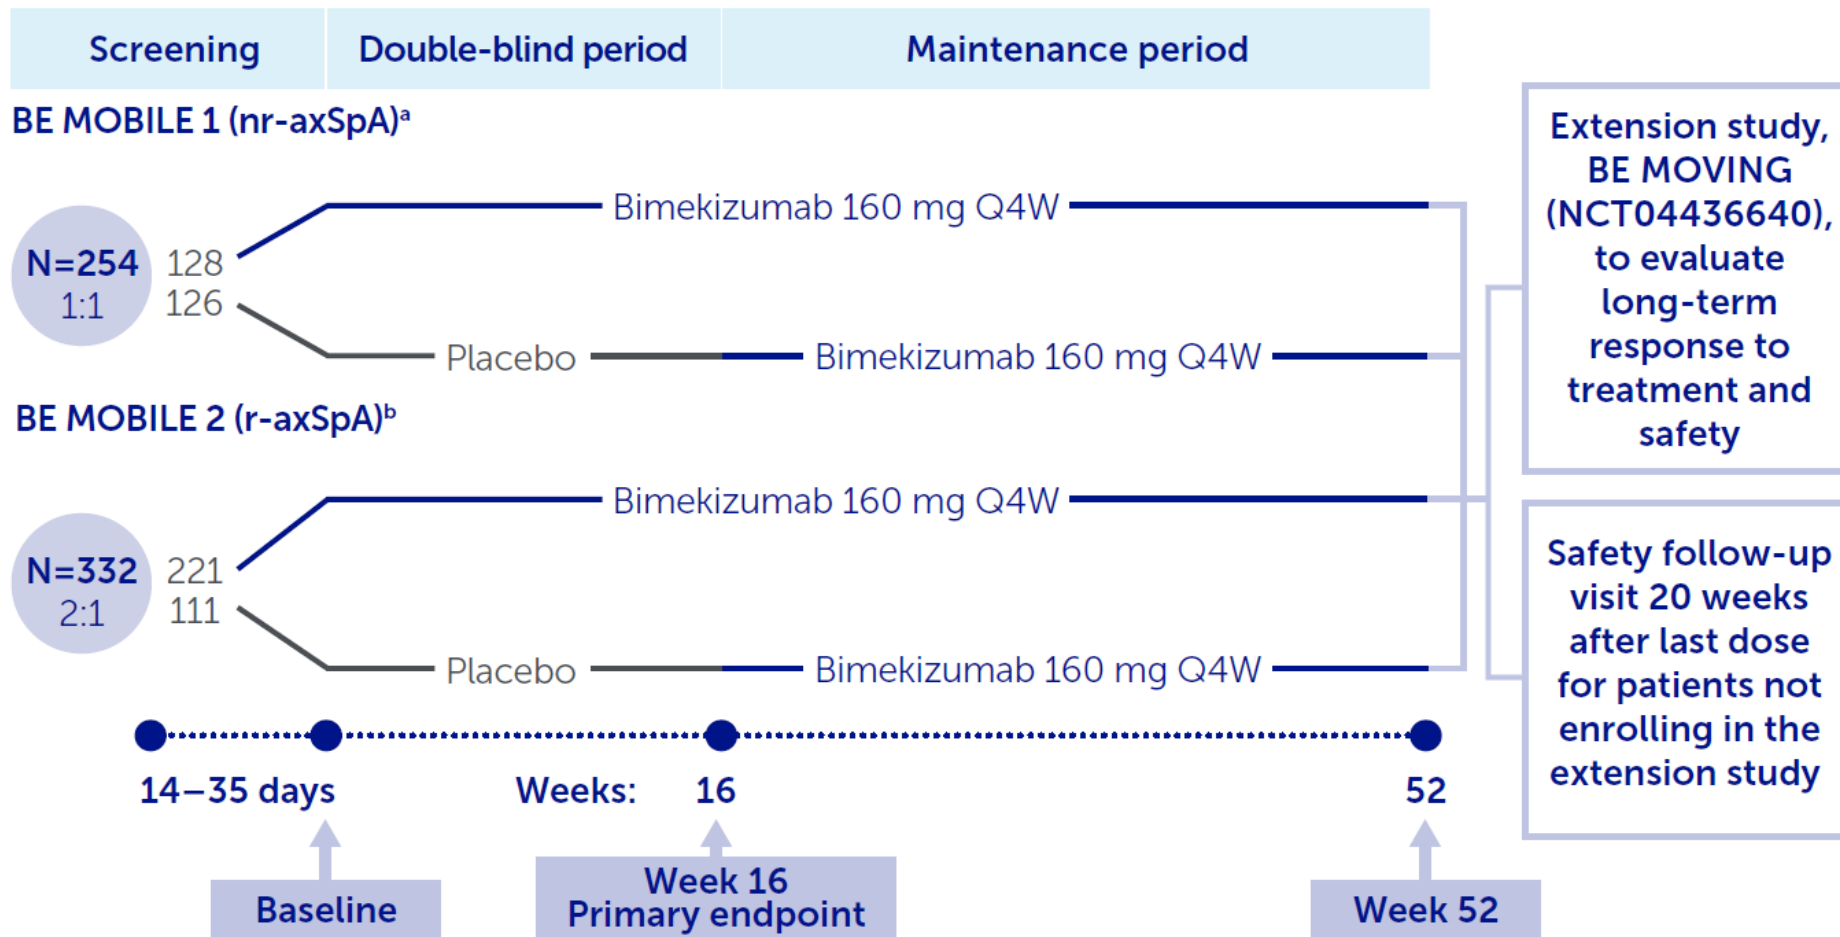 Screening
Double-blind period
Maintenance period
BE MOBILE 1 (nr-axSpA)ᵃ
N=254
1:1
128
126
Bimekizumab 160 mg Q4W
Placebo
Bimekizumab 160 mg Q4W
BE MOBILE 2 (r-axSpA)ᵇ
N=332
2:1
221
111
Bimekizumab 160 mg Q4W
Placebo
Bimekizumab 160 mg Q4W
Extension study,
BE MOVING
(NCT04436640),
to evaluate
long-term
response to
treatment and
safety
Safety follow-up
visit 20 weeks
after last dose
for patients not
enrolling in the
extension study
14–35 days
Weeks:
16
52
Baseline
Week 16
Primary endpoint
Week 52